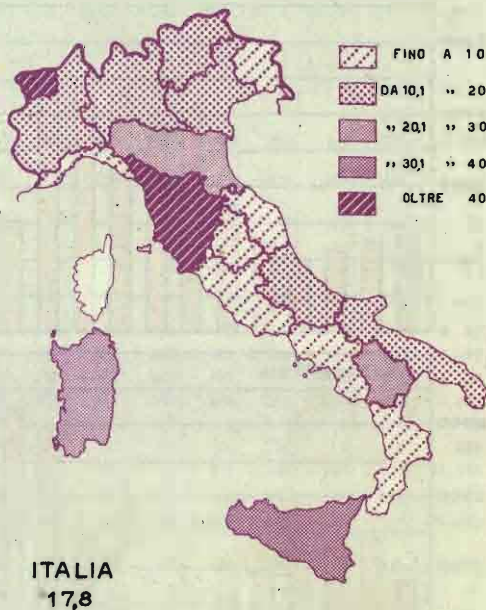 FINO A 10
DA 10,1 " 20
" 20,1 " 30
" 30,1 " 40
OLTRE 40
ITALIA
17,8